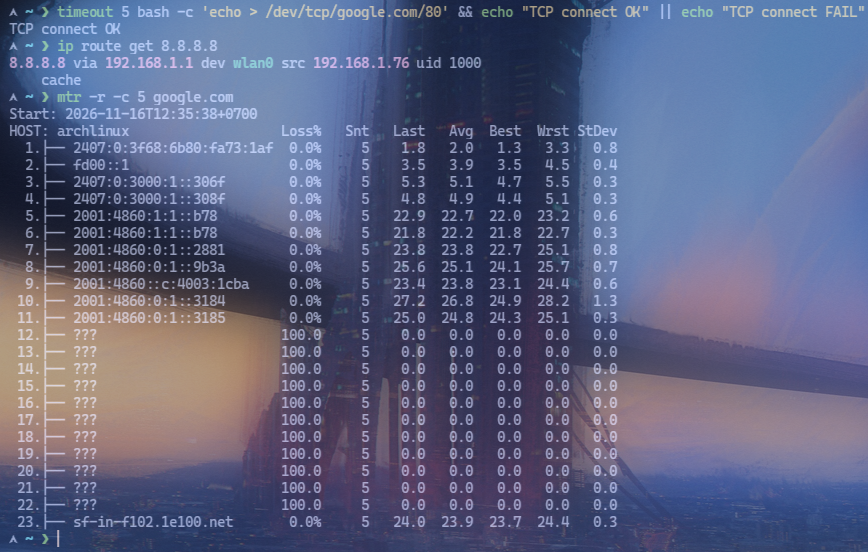 ~ ❯ timeout 5 bash -c 'echo > /dev/tcp/google.com/80' && echo "TCP connect OK" || echo "TCP connect FAIL"
TCP connect OK
~ ❯ ip route get 8.8.8.8
8.8.8.8 via 192.168.1.1 dev wlan0 src 192.168.1.76 uid 1000
    cache
~ ❯ mtr -r -c 5 google.com
Start: 2026-11-16T12:35:38+0700
HOST: archlinux                   Loss%   Snt   Last   Avg  Best  Wrst StDev
  1.├── 2407:0:3f68:6b80:fa73:1af  0.0%     5    1.8   2.0   1.3   3.3   0.8
  2.├── fd00::1                    0.0%     5    3.5   3.9   3.5   4.5   0.4
  3.├── 2407:0:3000:1::306f        0.0%     5    5.3   5.1   4.7   5.5   0.3
  4.├── 2407:0:3000:1::308f        0.0%     5    4.8   4.9   4.4   5.1   0.3
  5.├── 2001:4860:1:1::b78         0.0%     5   22.9  22.7  22.0  23.2   0.6
  6.├── 2001:4860:1:1::b78         0.0%     5   21.8  22.2  21.8  22.7   0.3
  7.├── 2001:4860:0:1::2881        0.0%     5   23.8  23.8  22.7  25.1   0.8
  8.├── 2001:4860:0:1::9b3a        0.0%     5   25.6  25.1  24.1  25.7   0.7
  9.├── 2001:4860::c:4003:1cba     0.0%     5   23.4  23.8  23.1  24.4   0.6
 10.├── 2001:4860:0:1::3184        0.0%     5   27.2  26.8  24.9  28.2   1.3
 11.├── 2001:4860:0:1::3185        0.0%     5   25.0  24.8  24.3  25.1   0.3
 12.├── ???                       100.0     5    0.0   0.0   0.0   0.0   0.0
 13.├── ???                       100.0     5    0.0   0.0   0.0   0.0   0.0
 14.├── ???                       100.0     5    0.0   0.0   0.0   0.0   0.0
 15.├── ???                       100.0     5    0.0   0.0   0.0   0.0   0.0
 16.├── ???                       100.0     5    0.0   0.0   0.0   0.0   0.0
 17.├── ???                       100.0     5    0.0   0.0   0.0   0.0   0.0
 18.├── ???                       100.0     5    0.0   0.0   0.0   0.0   0.0
 19.├── ???                       100.0     5    0.0   0.0   0.0   0.0   0.0
 20.├── ???                       100.0     5    0.0   0.0   0.0   0.0   0.0
 21.├── ???                       100.0     5    0.0   0.0   0.0   0.0   0.0
 22.├── ???                       100.0     5    0.0   0.0   0.0   0.0   0.0
 23.├── sf-in-f102.1e100.net       0.0%     5   24.0  23.9  23.7  24.4   0.3
~ ❯